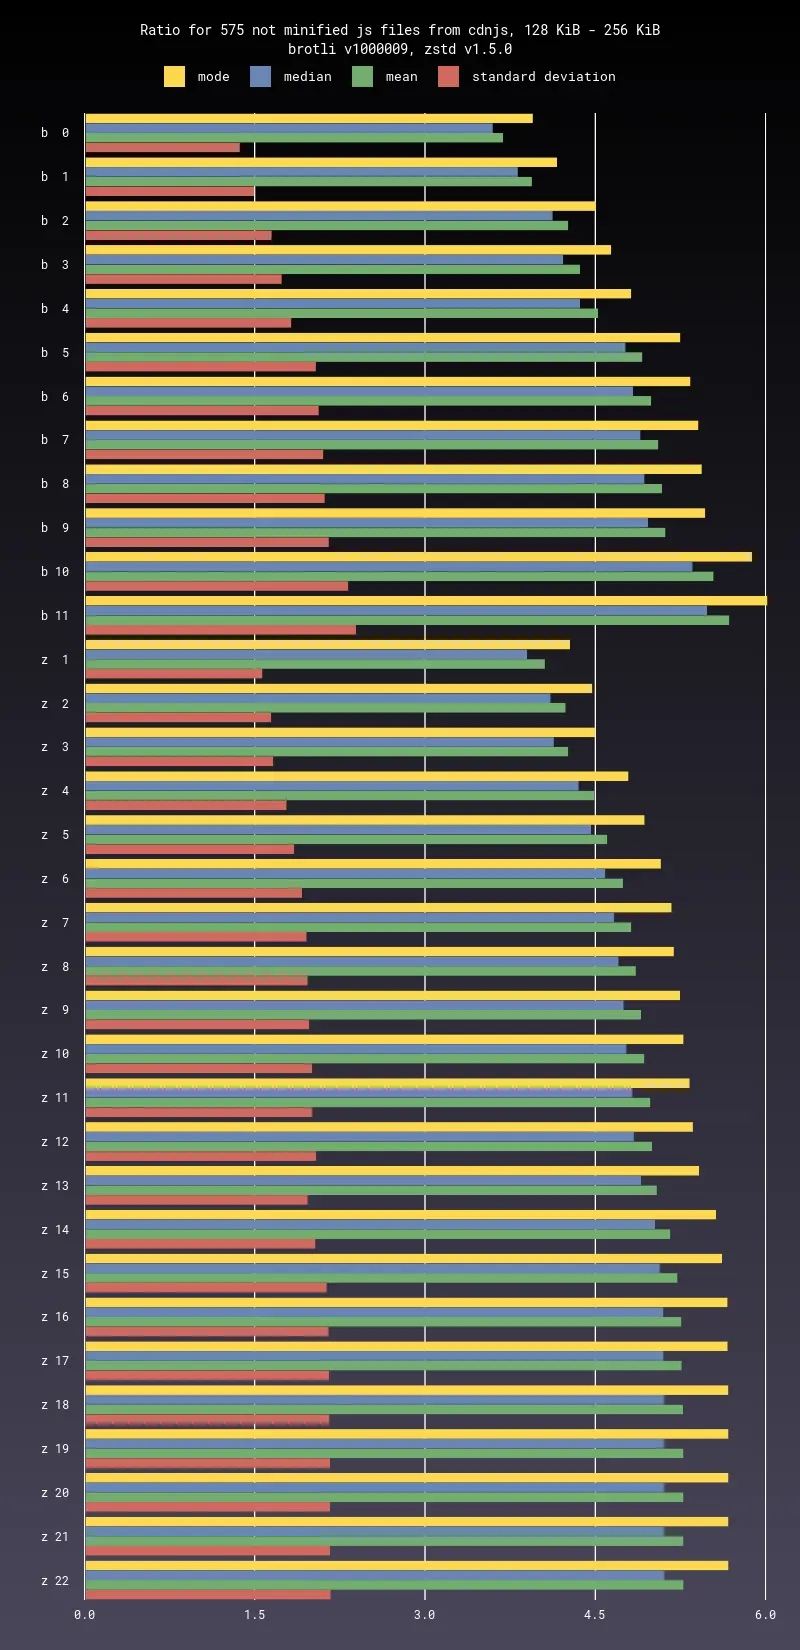 Ratio for 575 not minified js files from cdnjs, 128 KiB - 256 KiB
brotli v1000009, zstd v1.5.0
mode median mean standard deviation
b 0
b 1
b 2
b 3
b 4
b 5
b 6
b 7
b 8
b 9
b 10
b 11
z 1
z 2
z 3
z 4
z 5
z 6
z 7
z 8
z 9
z 10
z 11
z 12
z 13
z 14
z 15
z 16
z 17
z 18
z 19
z 20
z 21
z 22
0.0 1.5 3.0 4.5 6.0